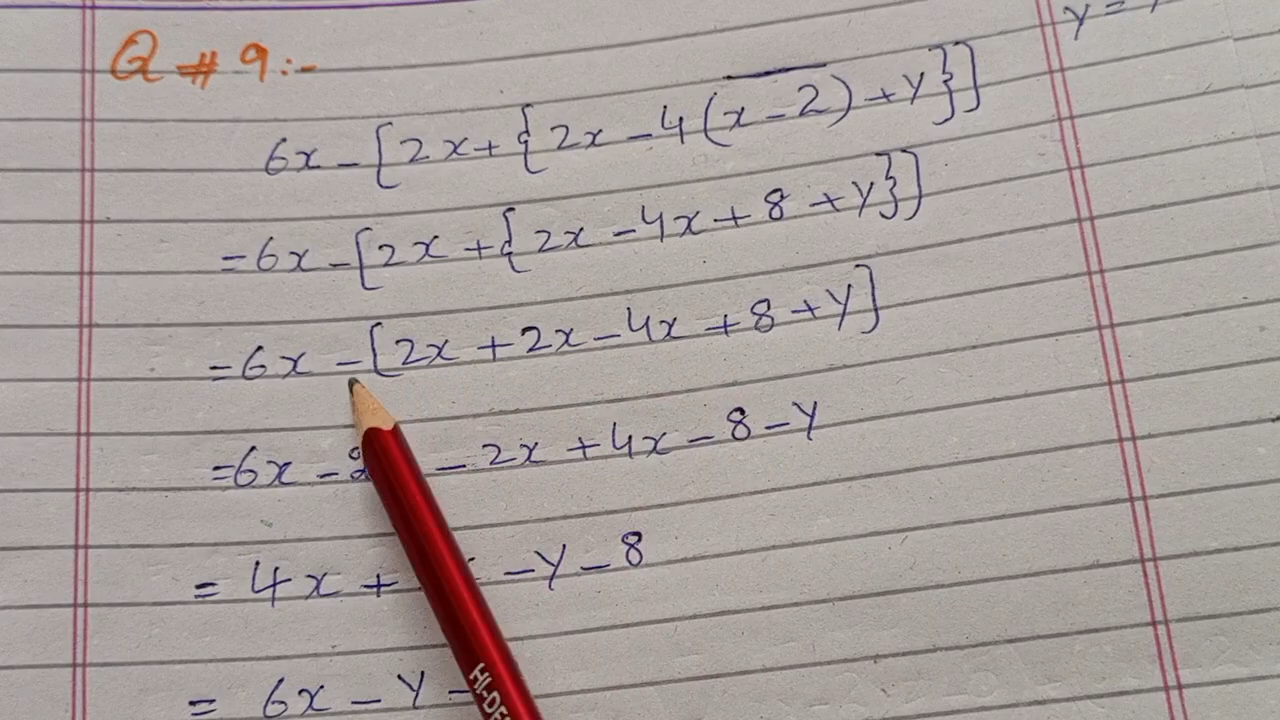 y =
Q # 9:-
6x - [2x + {2x - 4(x - 2) + y}]
= 6x - [2x + {2x - 4x + 8 + y}]
= 6x - [2x + 2x - 4x + 8 + y]
= 6x - - 2x + 4x - 8 - y
= 4x + - y - 8
= 6x - y -
HI-DE